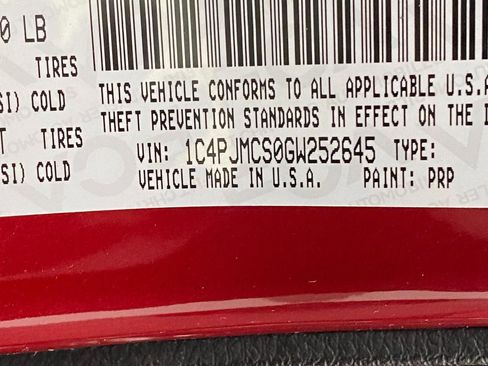 0 LB
TIRES
SI) COLD
TIRES
SI) COLD
THIS VEHICLE CONFORMS TO ALL APPLICABLE U.S.A
THEFT PREVENTION STANDARDS IN EFFECT ON THE
VIN: 1C4PJMCS0GW252645 TYPE:
VEHICLE MADE IN U.S.A. PAINT: PRP